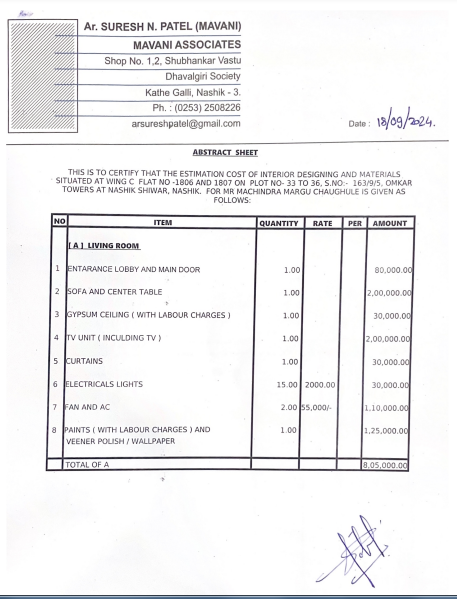 Ar. SURESH N. PATEL (MAVANI)
MAVANI ASSOCIATES
Shop No. 1,2, Shubhankar Vastu
Dhavalgiri Society
Kathe Galli, Nashik - 3.
Ph. : (0253) 2508226
arsureshpatel@gmail.com
Date : 18/09/2024.
ABSTRACT SHEET
THIS IS TO CERTIFY THAT THE ESTIMATION COST OF INTERIOR DESIGNING AND MATERIALS
SITUATED AT WING C FLAT NO -1806 AND 1807 ON PLOT NO- 33 TO 36, S.NO:- 163/9/5, OMKAR
TOWERS AT NASHIK SHIWAR, NASHIK. FOR MR MACHINDRA MARGU CHAUGHULE IS GIVEN AS
FOLLOWS:
NO ITEM QUANTITY RATE PER AMOUNT
[ A ] LIVING ROOM
1 ENTARANCE LOBBY AND MAIN DOOR 1.00 80,000.00
2 SOFA AND CENTER TABLE 1.00 2,00,000.00
3 GYPSUM CEILING ( WITH LABOUR CHARGES ) 1.00 30,000.00
4 TV UNIT ( INCULDING TV ) 1.00 2,00,000.00
5 CURTAINS 1.00 30,000.00
6 ELECTRICALS LIGHTS 15.00 2000.00 30,000.00
7 FAN AND AC 2.00 55,000/- 1,10,000.00
8 PAINTS ( WITH LABOUR CHARGES ) AND 1.00 1,25,000.00
VEENER POLISH / WALLPAPER
TOTAL OF A 8,05,000.00